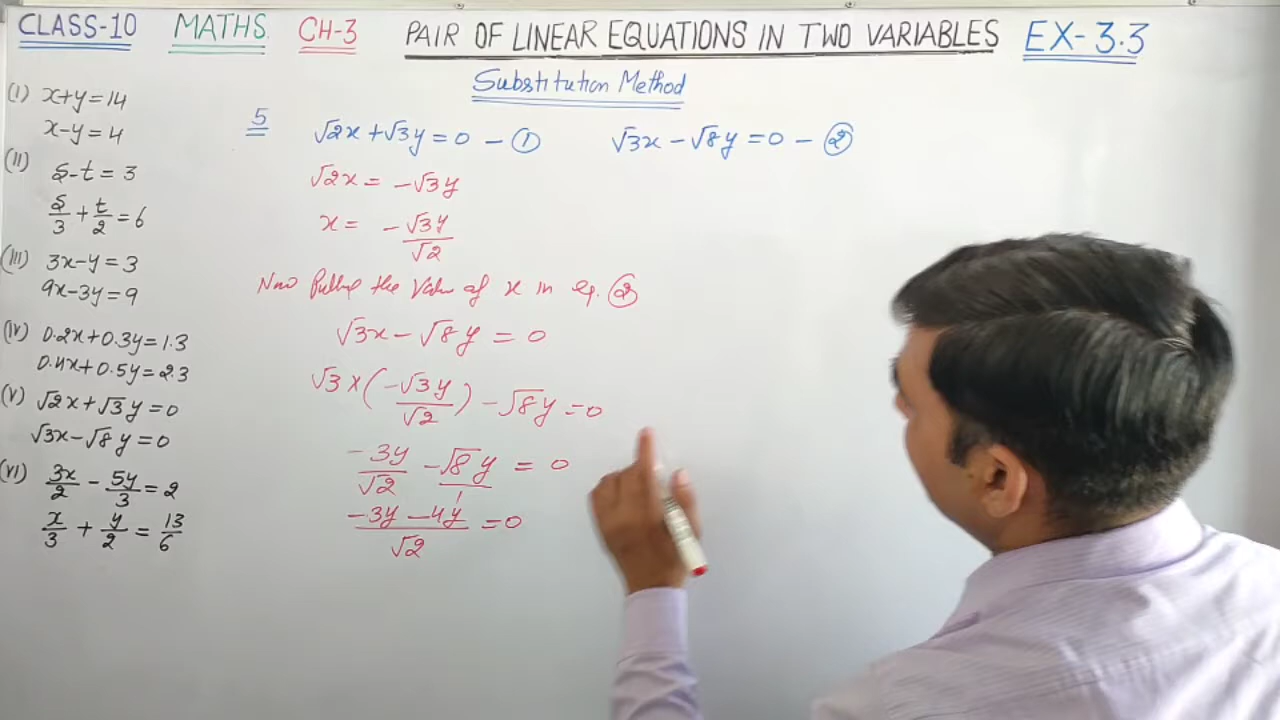 CLASS-10 MATHS. CH-3 PAIR OF LINEAR EQUATIONS IN TWO VARIABLES EX-3.3
Substitution Method
(I) x+y=14
x-y=4
(II) s-t=3
s/3 + t/2 = 6
(III) 3x-y=3
9x-3y=9
(IV) 0.2x+0.3y=1.3
0.4x+0.5y=2.3
(V) √2x+√3y=0
√3x-√8y=0
(VI) 3x/2 - 5y/3 = 2
x/3 + y/2 = 13/6
5 √2x+√3y=0 - ① √3x-√8y=0 - ②
√2x = -√3y
x = -√3y/√2
Now putting the value of x in eq. ②
√3x-√8y = 0
√3×(-√3y/√2) -√8y=0
-3y/√2 - √8y/1 = 0
-3y-4y/√2 = 0